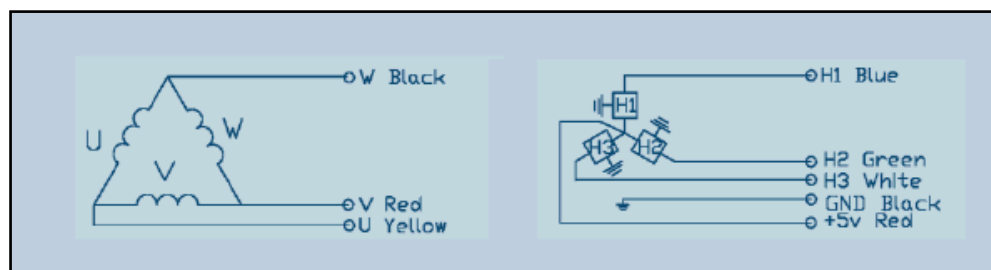 W Black
U
W
V
V Red
U Yellow
H1 Blue
H1
H3
H2
H2 Green
H3 White
GND Black
+5v Red